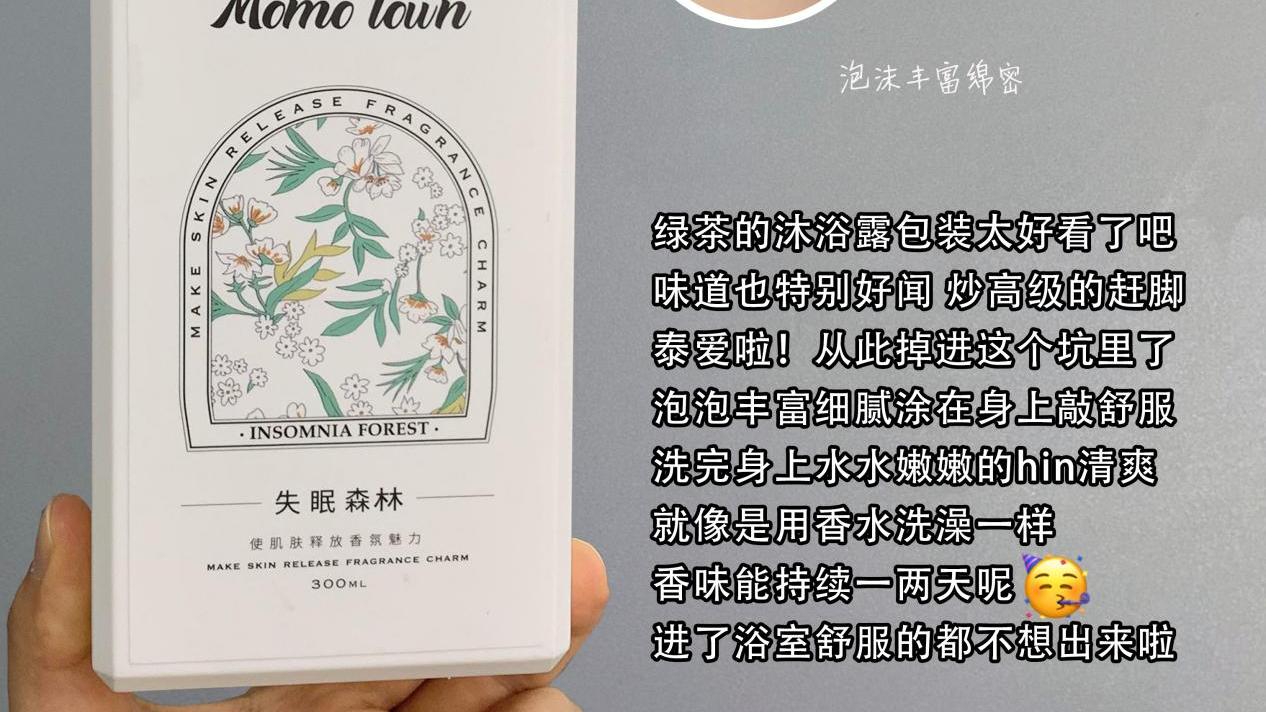 Momo town
MAKE SKIN RELEASE FRAGRANCE CHARM
· INSOMNIA FOREST ·
失眠森林
使肌肤释放香氛魅力
MAKE SKIN RELEASE FRAGRANCE CHARM
300ML
泡沫丰富绵密
绿茶的沐浴露包装太好看了吧
味道也特别好闻 炒高级的赶脚
泰爱啦！从此掉进这个坑里了
泡泡丰富细腻涂在身上敲舒服
洗完身上水水嫩嫩的hin清爽
就像是用香水洗澡一样
香味能持续一两天呢🥳
进了浴室舒服的都不想出来啦